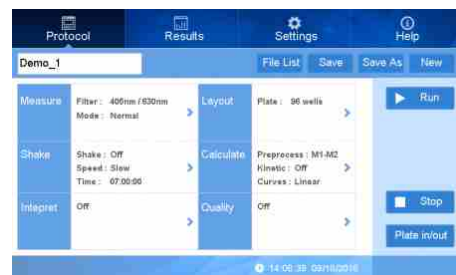 Protocol Results Settings Help
Demo_1 File List Save Save As New
Measure Filter : 405nm / 630nm
Mode : Normal
Layout Plate : 96 wells
Run
Shake Shake : Off
Speed : Slow
Time : 07:00:00
Calculate Preprocess : M1-M2
Kinetic : Off
Curves : Linear
Intepret Off
Quality Off
Stop
Plate in/out
14:06:39 09/18/2016